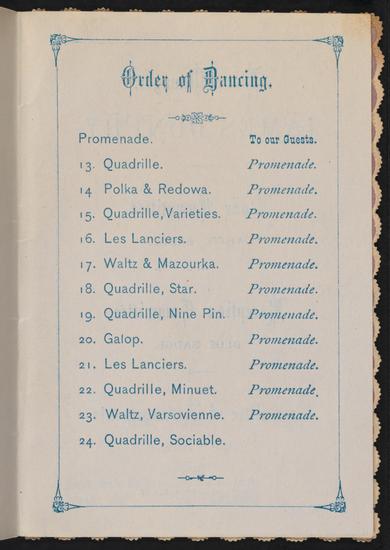 Order of Dancing.
Promenade. To our Guests.
13. Quadrille. Promenade.
14 Polka & Redowa. Promenade.
15. Quadrille, Varieties. Promenade.
16. Les Lanciers. Promenade.
17. Waltz & Mazourka. Promenade.
18. Quadrille, Star. Promenade.
19. Quadrille, Nine Pin. Promenade.
20. Galop. Promenade.
21. Les Lanciers. Promenade.
22. Quadrille, Minuet. Promenade.
23. Waltz, Varsovienne. Promenade.
24. Quadrille, Sociable.